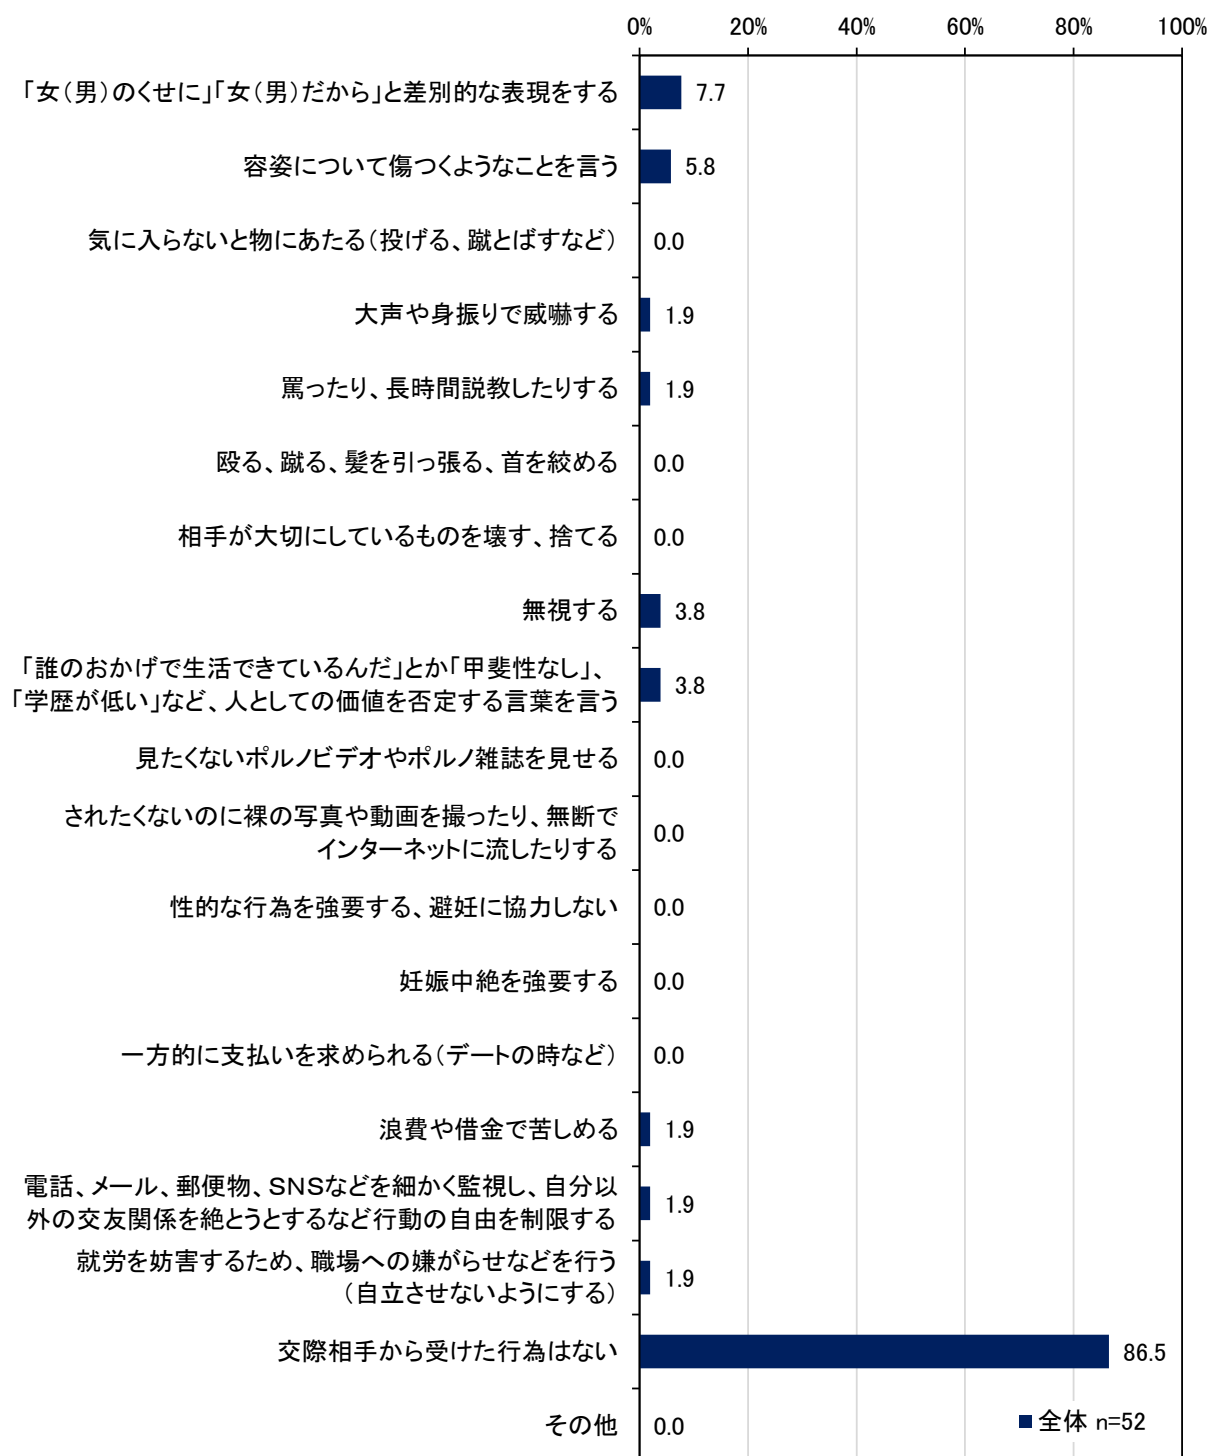 0% 20% 40% 60% 80% 100%
「女（男）のくせに」「女（男）だから」と差別的な表現をする 7.7
容姿について傷つくようなことを言う 5.8
気に入らないと物にあたる（投げる、蹴とばすなど） 0.0
大声や身振りで威嚇する 1.9
罵ったり、長時間説教したりする 1.9
殴る、蹴る、髪を引っ張る、首を絞める 0.0
相手が大切にしているものを壊す、捨てる 0.0
無視する 3.8
「誰のおかげで生活できているんだ」とか「甲斐性なし」、
「学歴が低い」など、人としての価値を否定する言葉を言う 3.8
見たくないポルノビデオやポルノ雑誌を見せる 0.0
されたくないのに裸の写真や動画を撮ったり、無断で
インターネットに流したりする 0.0
性的な行為を強要する、避妊に協力しない 0.0
妊娠中絶を強要する 0.0
一方的に支払いを求められる（デートの時など） 0.0
浪費や借金で苦しめる 1.9
電話、メール、郵便物、SNSなどを細かく監視し、自分以
外の交友関係を絶とうとするなど行動の自由を制限する 1.9
就労を妨害するため、職場への嫌がらせなどを行う
（自立させないようにする） 1.9
交際相手から受けた行為はない 86.5
その他 0.0
全体 n=52